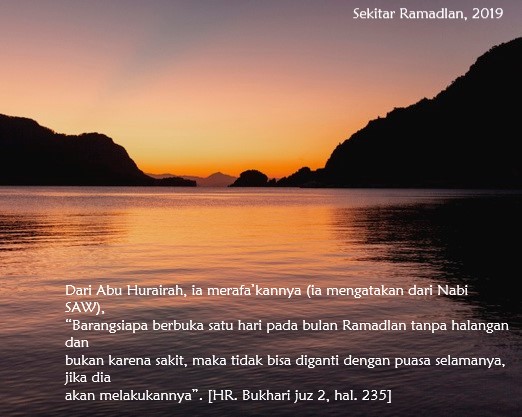 Sekitar Ramadlan, 2019
Dari Abu Hurairah, ia merafa'kannya (ia mengatakan dari Nabi
SAW),
“Barangsiapa berbuka satu hari pada bulan Ramadlan tanpa halangan
dan
bukan karena sakit, maka tidak bisa diganti dengan puasa selamanya,
jika dia
akan melakukannya”. [HR. Bukhari juz 2, hal. 235]